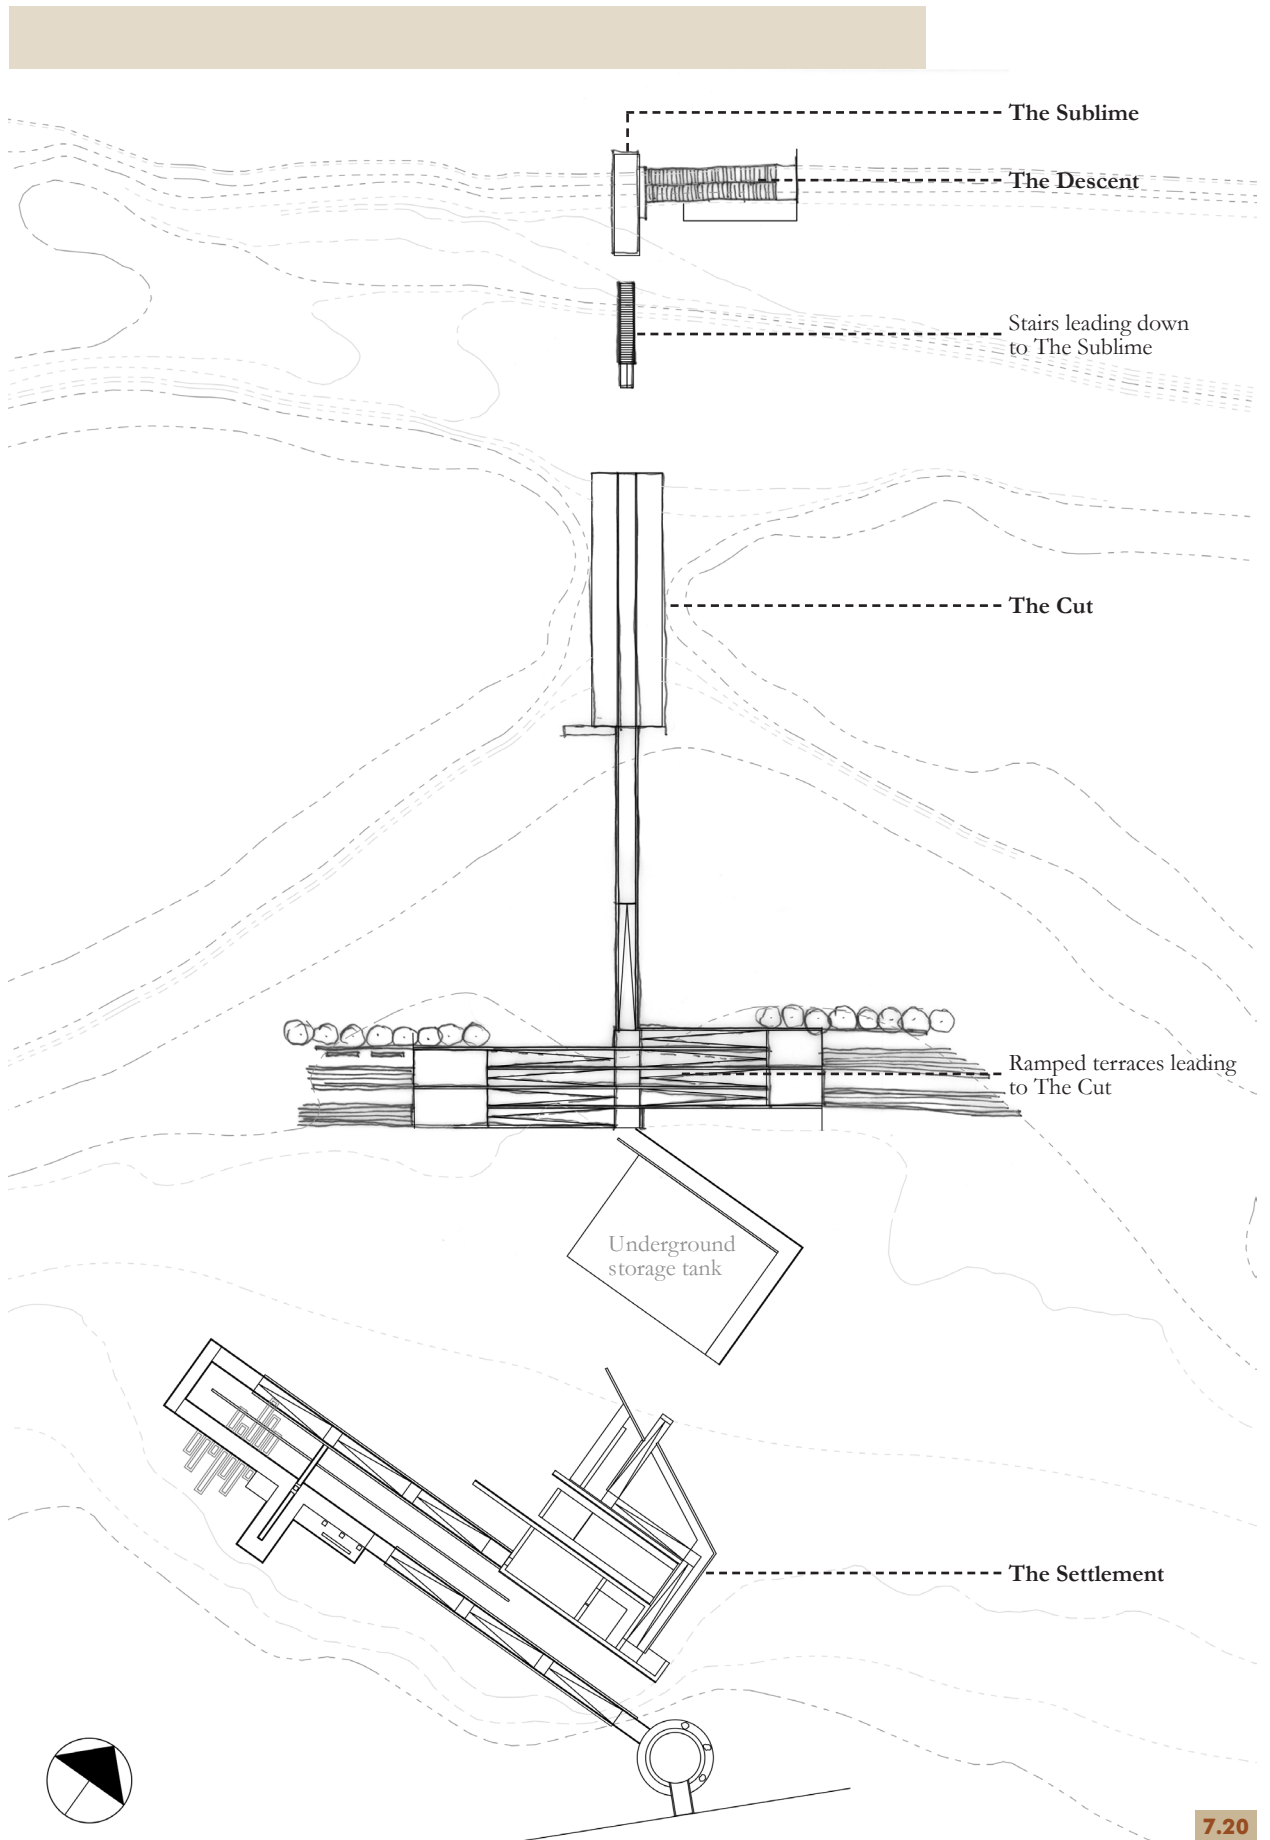 The Sublime
The Descent
Stairs leading down
to The Sublime
The Cut
Ramped terraces leading
to The Cut
Underground
storage tank
The Settlement
7.20